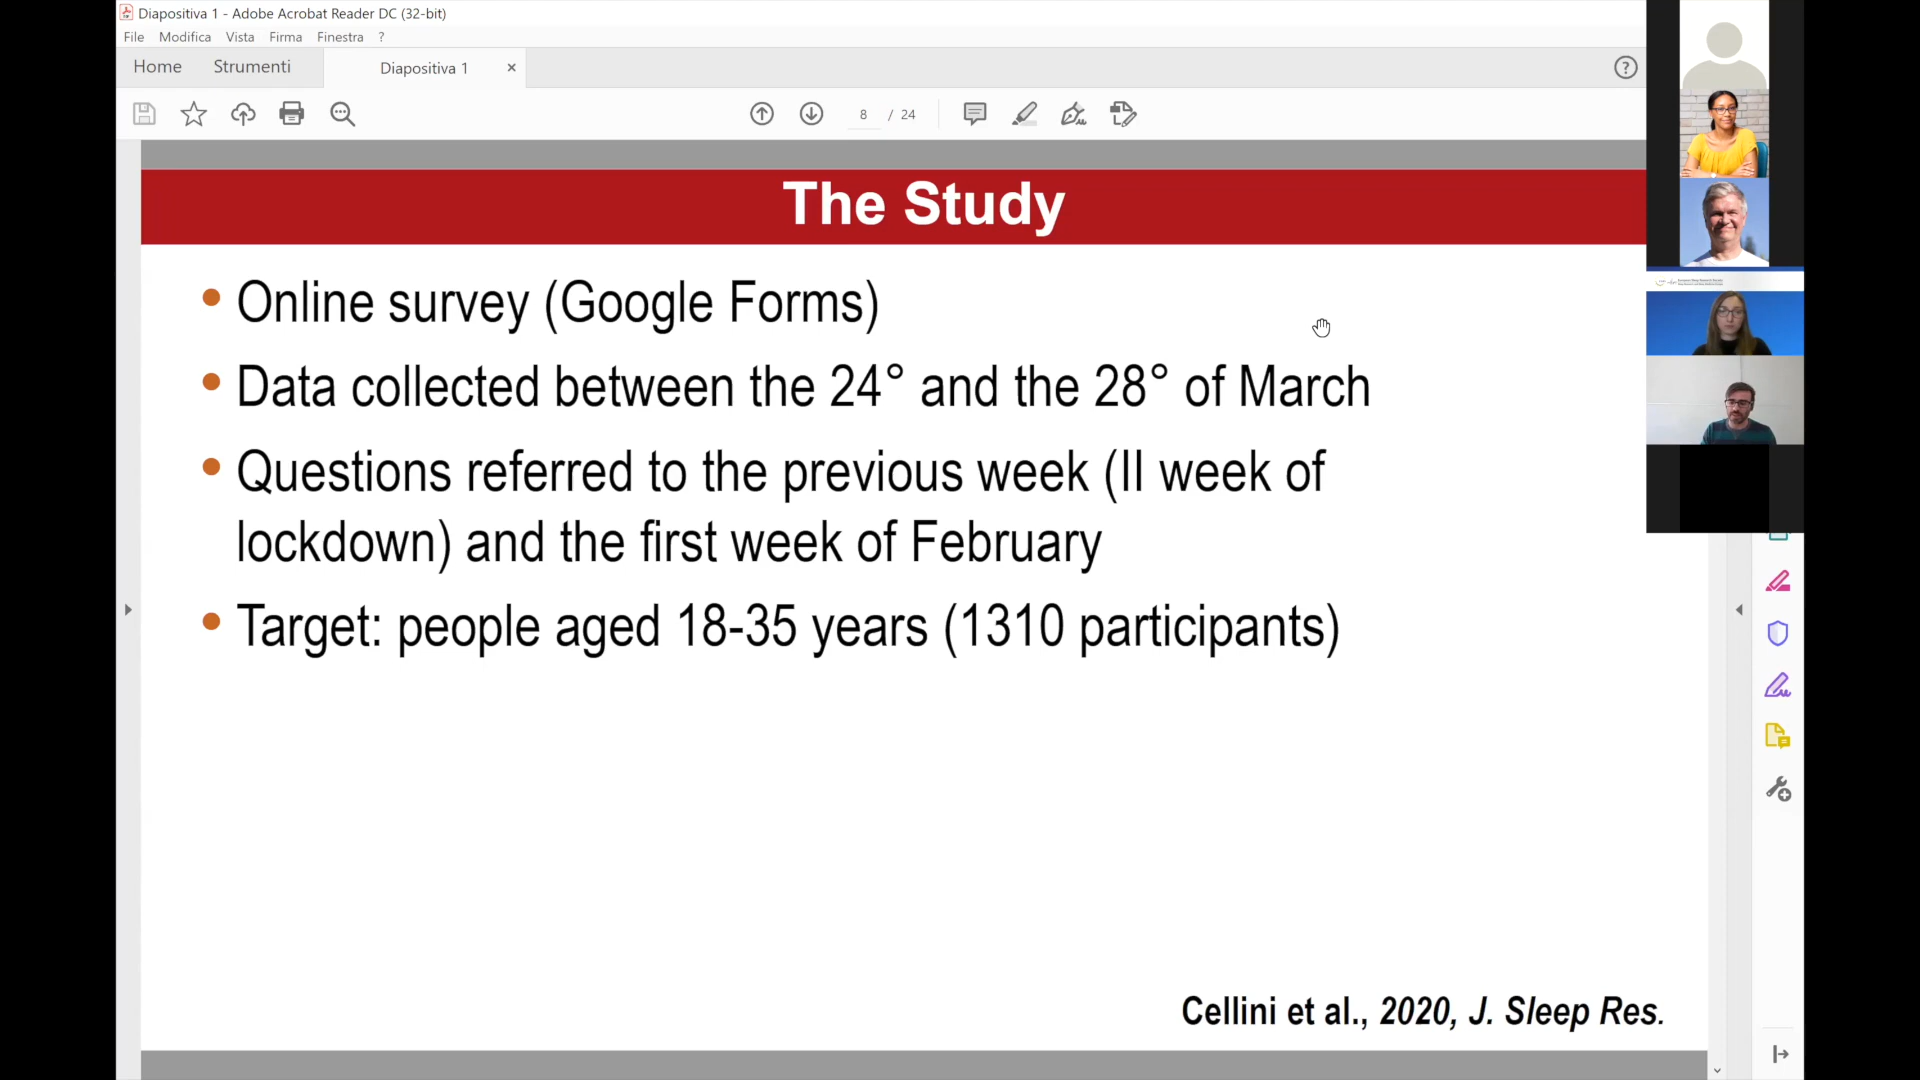 Diapositiva 1 - Adobe Acrobat Reader DC (32-bit)
File Modifica Vista Firma Finestra ?
Home Strumenti Diapositiva 1 ×
8 / 24
The Study
• Online survey (Google Forms)
• Data collected between the 24° and the 28° of March
• Questions referred to the previous week (II week of
lockdown) and the first week of February
• Target: people aged 18-35 years (1310 participants)
Cellini et al., 2020, J. Sleep Res.